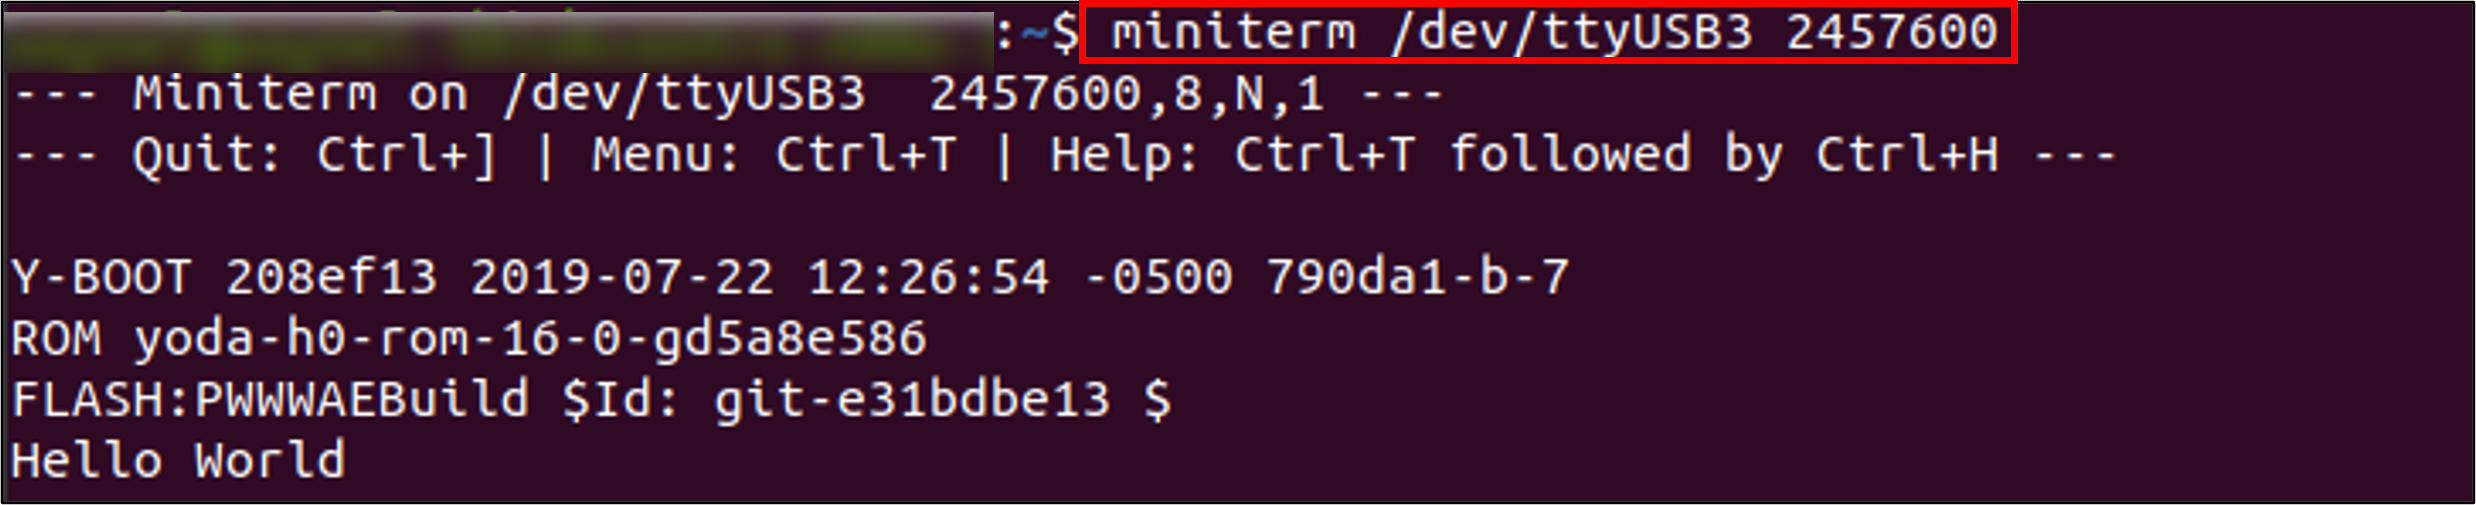 :~$ miniterm /dev/ttyUSB3 2457600
--- Miniterm on /dev/ttyUSB3  2457600,8,N,1 ---
--- Quit: Ctrl+] | Menu: Ctrl+T | Help: Ctrl+T followed by Ctrl+H ---
Y-BOOT 208ef13 2019-07-22 12:26:54 -0500 790da1-b-7
ROM yoda-h0-rom-16-0-gd5a8e586
FLASH:PWWWAEBuild $Id: git-e31bdbe13 $
Hello World